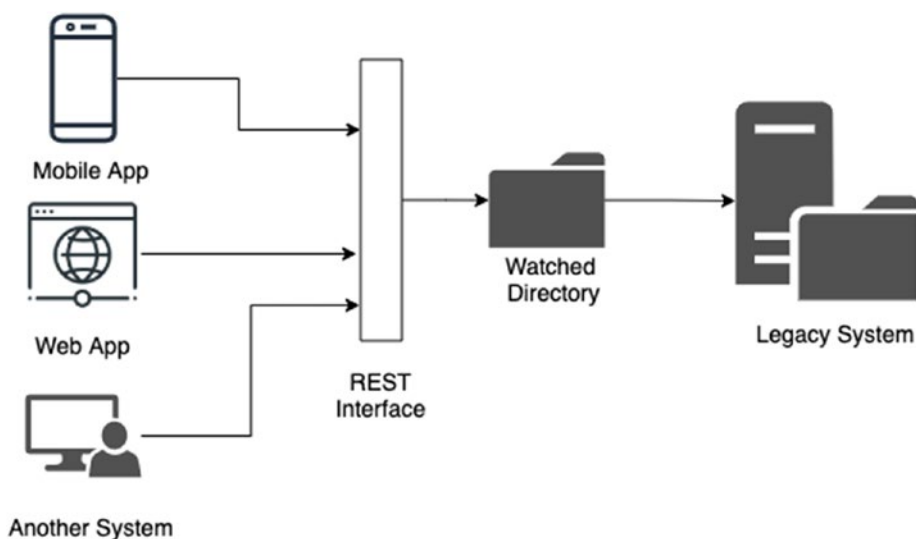 Mobile App
Web App
Another System
REST
Interface
Watched
Directory
Legacy System